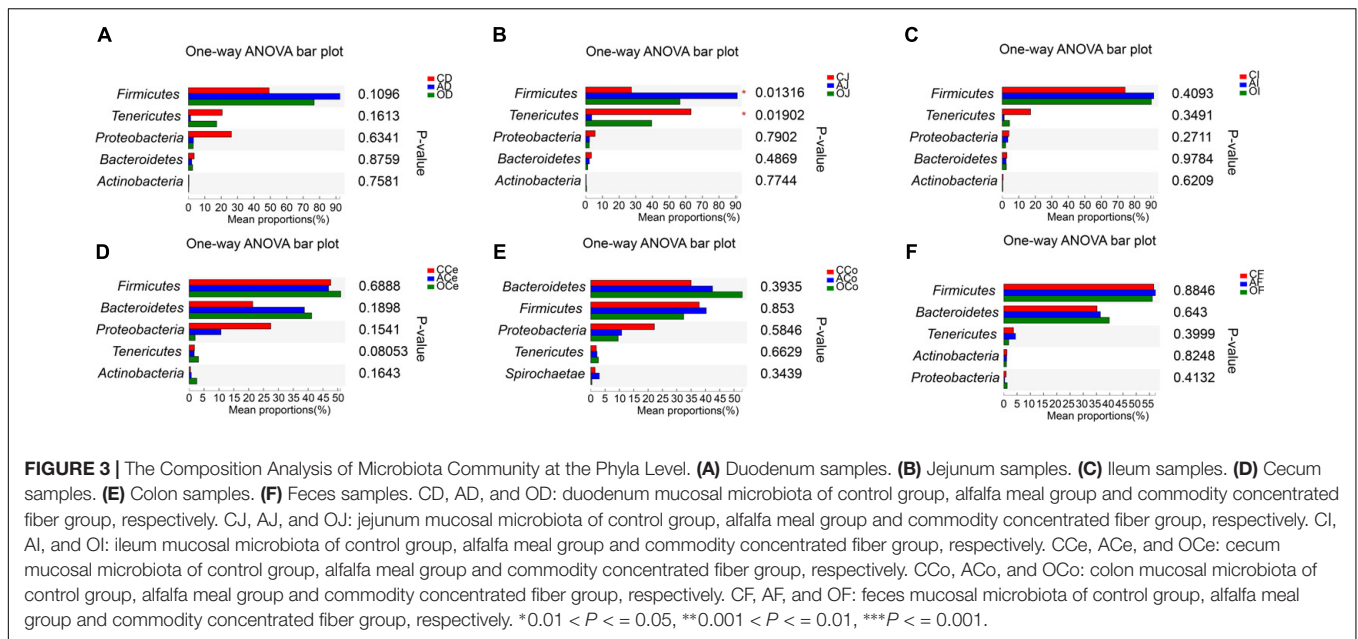 A
One-way ANOVA bar plot
CD
AD
OD
Firmicutes 0.1096
Tenericutes 0.1613
Proteobacteria 0.6341
Bacteroidetes 0.8759
Actinobacteria 0.7581
P-value
0 10 20 30 40 50 60 70 80 90
Mean proportions(%)
B
One-way ANOVA bar plot
CJ
AJ
OJ
Firmicutes * 0.01316
Tenericutes * 0.01902
Proteobacteria 0.7902
Bacteroidetes 0.4869
Actinobacteria 0.7744
P-value
0 10 20 30 40 50 60 70 80 90
Mean proportions(%)
C
One-way ANOVA bar plot
CI
AI
OI
Firmicutes 0.4093
Tenericutes 0.3491
Proteobacteria 0.2711
Bacteroidetes 0.9784
Actinobacteria 0.6209
P-value
0 10 20 30 40 50 60 70 80 90
Mean proportions(%)
D
One-way ANOVA bar plot
CCe
ACe
OCe
Firmicutes 0.6888
Bacteroidetes 0.1898
Proteobacteria 0.1541
Tenericutes 0.08053
Actinobacteria 0.1643
P-value
0 5 10 15 20 25 30 35 40 45 50
Mean proportions(%)
E
One-way ANOVA bar plot
CCo
ACo
OCo
Bacteroidetes 0.3935
Firmicutes 0.853
Proteobacteria 0.5846
Tenericutes 0.6629
Spirochaetae 0.3439
P-value
0 5 10 15 20 25 30 35 40 45 50
Mean proportions(%)
F
One-way ANOVA bar plot
CF
AF
OF
Firmicutes 0.8846
Bacteroidetes 0.643
Tenericutes 0.3999
Actinobacteria 0.8248
Proteobacteria 0.4132
P-value
0 5 10 15 20 25 30 35 40 45 50 55
Mean proportions(%)
FIGURE 3 | The Composition Analysis of Microbiota Community at the Phyla Level. (A) Duodenum samples. (B) Jejunum samples. (C) Ileum samples. (D) Cecum
samples. (E) Colon samples. (F) Feces samples. CD, AD, and OD: duodenum mucosal microbiota of control group, alfalfa meal group and commodity concentrated
fiber group, respectively. CJ, AJ, and OJ: jejunum mucosal microbiota of control group, alfalfa meal group and commodity concentrated fiber group, respectively. CI,
AI, and OI: ileum mucosal microbiota of control group, alfalfa meal group and commodity concentrated fiber group, respectively. CCe, ACe, and OCe: cecum
mucosal microbiota of control group, alfalfa meal group and commodity concentrated fiber group, respectively. CCo, ACo, and OCo: colon mucosal microbiota of
control group, alfalfa meal group and commodity concentrated fiber group, respectively. CF, AF, and OF: feces mucosal microbiota of control group, alfalfa meal
group and commodity concentrated fiber group, respectively. *0.01 < P < = 0.05, **0.001 < P < = 0.01, ***P < = 0.001.